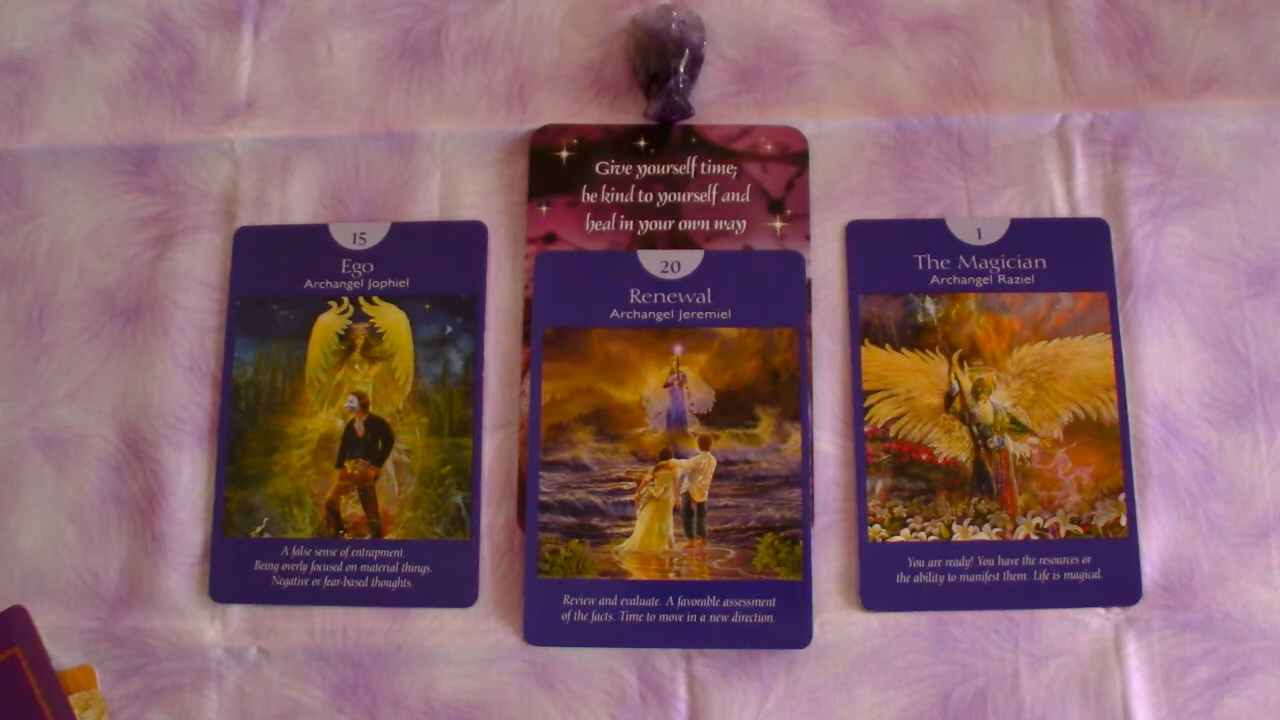 Give yourself time;
be kind to yourself and
heal in your own way
15
Ego
Archangel Jophiel
A false sense of entrapment.
Being overly focused on material things.
Negative or fear-based thoughts.
20
Renewal
Archangel Jeremiel
Review and evaluate. A favorable assessment
of the facts. Time to move in a new direction.
1
The Magician
Archangel Raziel
You are ready! You have the resources or
the ability to manifest them. Life is magical.